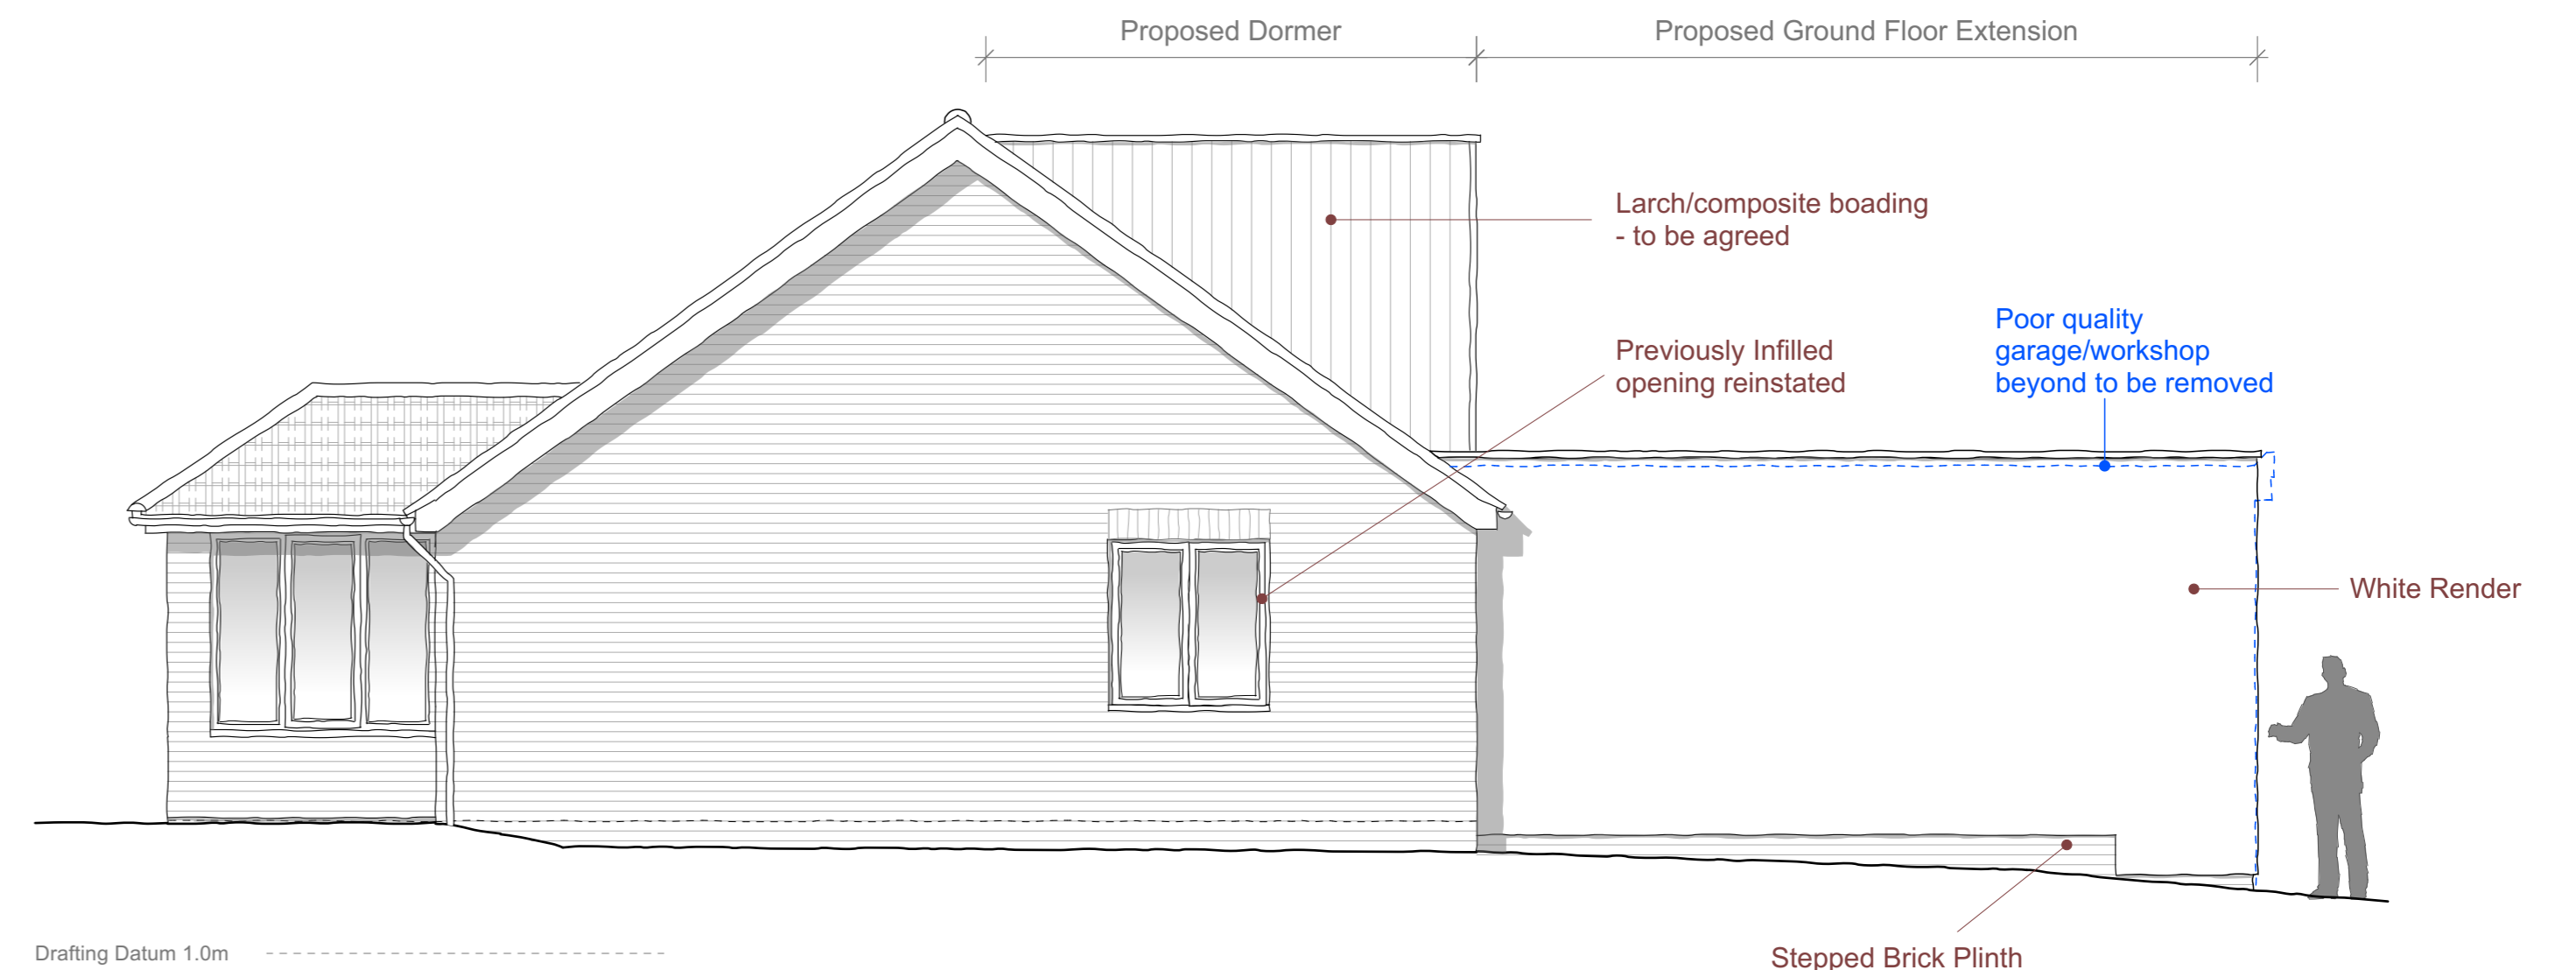 Proposed Dormer
Proposed Ground Floor Extension
Larch/composite boading
- to be agreed
Poor quality
garage/workshop
beyond to be removed
Previously Infilled
opening reinstated
White Render
Stepped Brick Plinth
Drafting Datum 1.0m